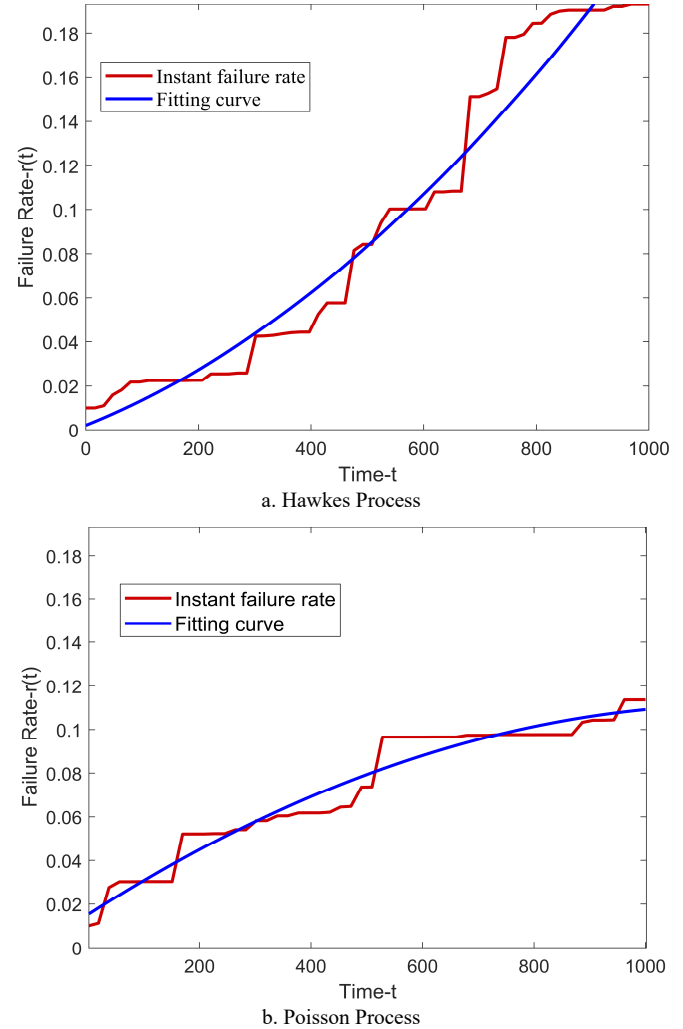 0.18
0.16
0.14
0.12
0.1
0.08
0.06
0.04
0.02
0
Failure Rate-r(t)
Instant failure rate
Fitting curve
0 200 400 600 800 1000
Time-t
a. Hawkes Process
0.18
0.16
0.14
0.12
0.1
0.08
0.06
0.04
0.02
0
Failure Rate-r(t)
Instant failure rate
Fitting curve
200 400 600 800 1000
Time-t
b. Poisson Process